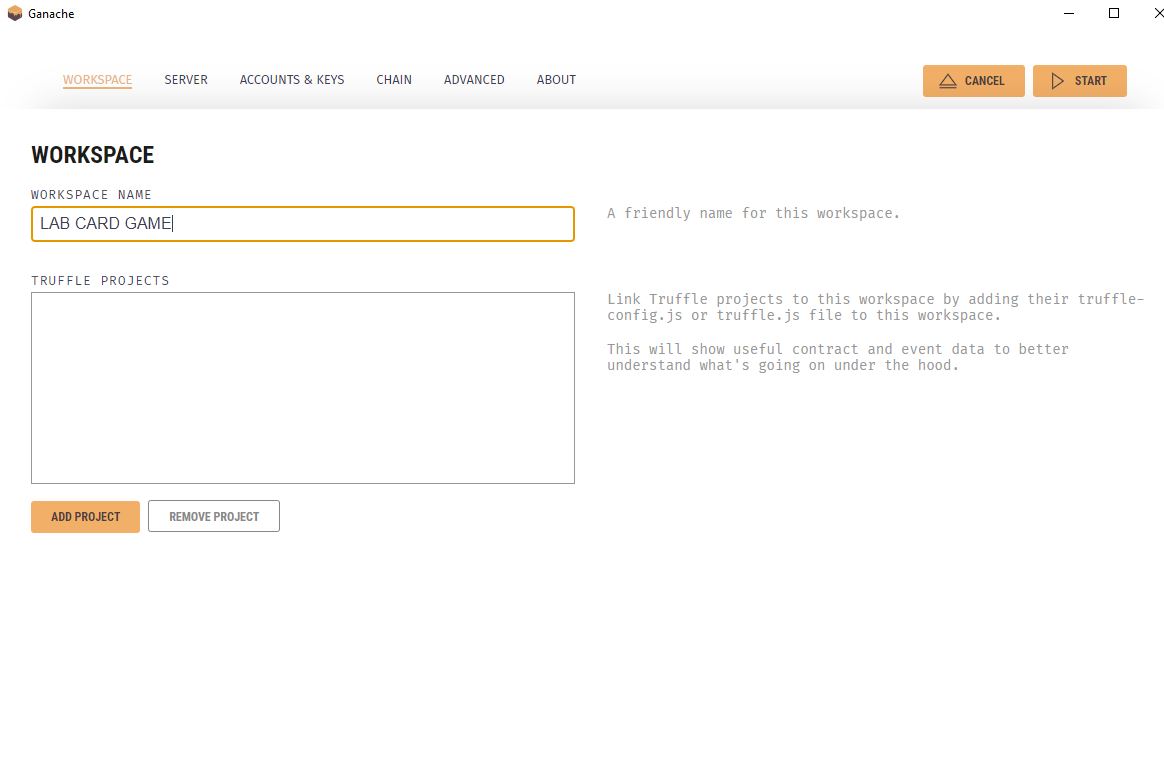 Ganache
WORKSPACE SERVER ACCOUNTS & KEYS CHAIN ADVANCED ABOUT CANCEL START
WORKSPACE
WORKSPACE NAME
LAB CARD GAME
A friendly name for this workspace.
TRUFFLE PROJECTS
Link Truffle projects to this workspace by adding their truffle-
config.js or truffle.js file to this workspace.
This will show useful contract and event data to better
understand what's going on under the hood.
ADD PROJECT REMOVE PROJECT